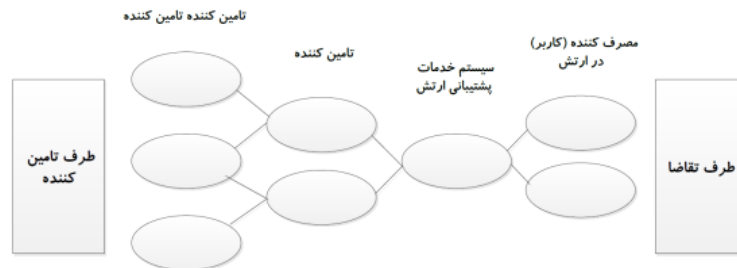 تامین کننده تامین کننده
تامین کننده
سیستم خدمات
پشتیبانی ارتش
مصرف کننده (کاربر)
در ارتش
طرف تامین
کننده
طرف تقاضا